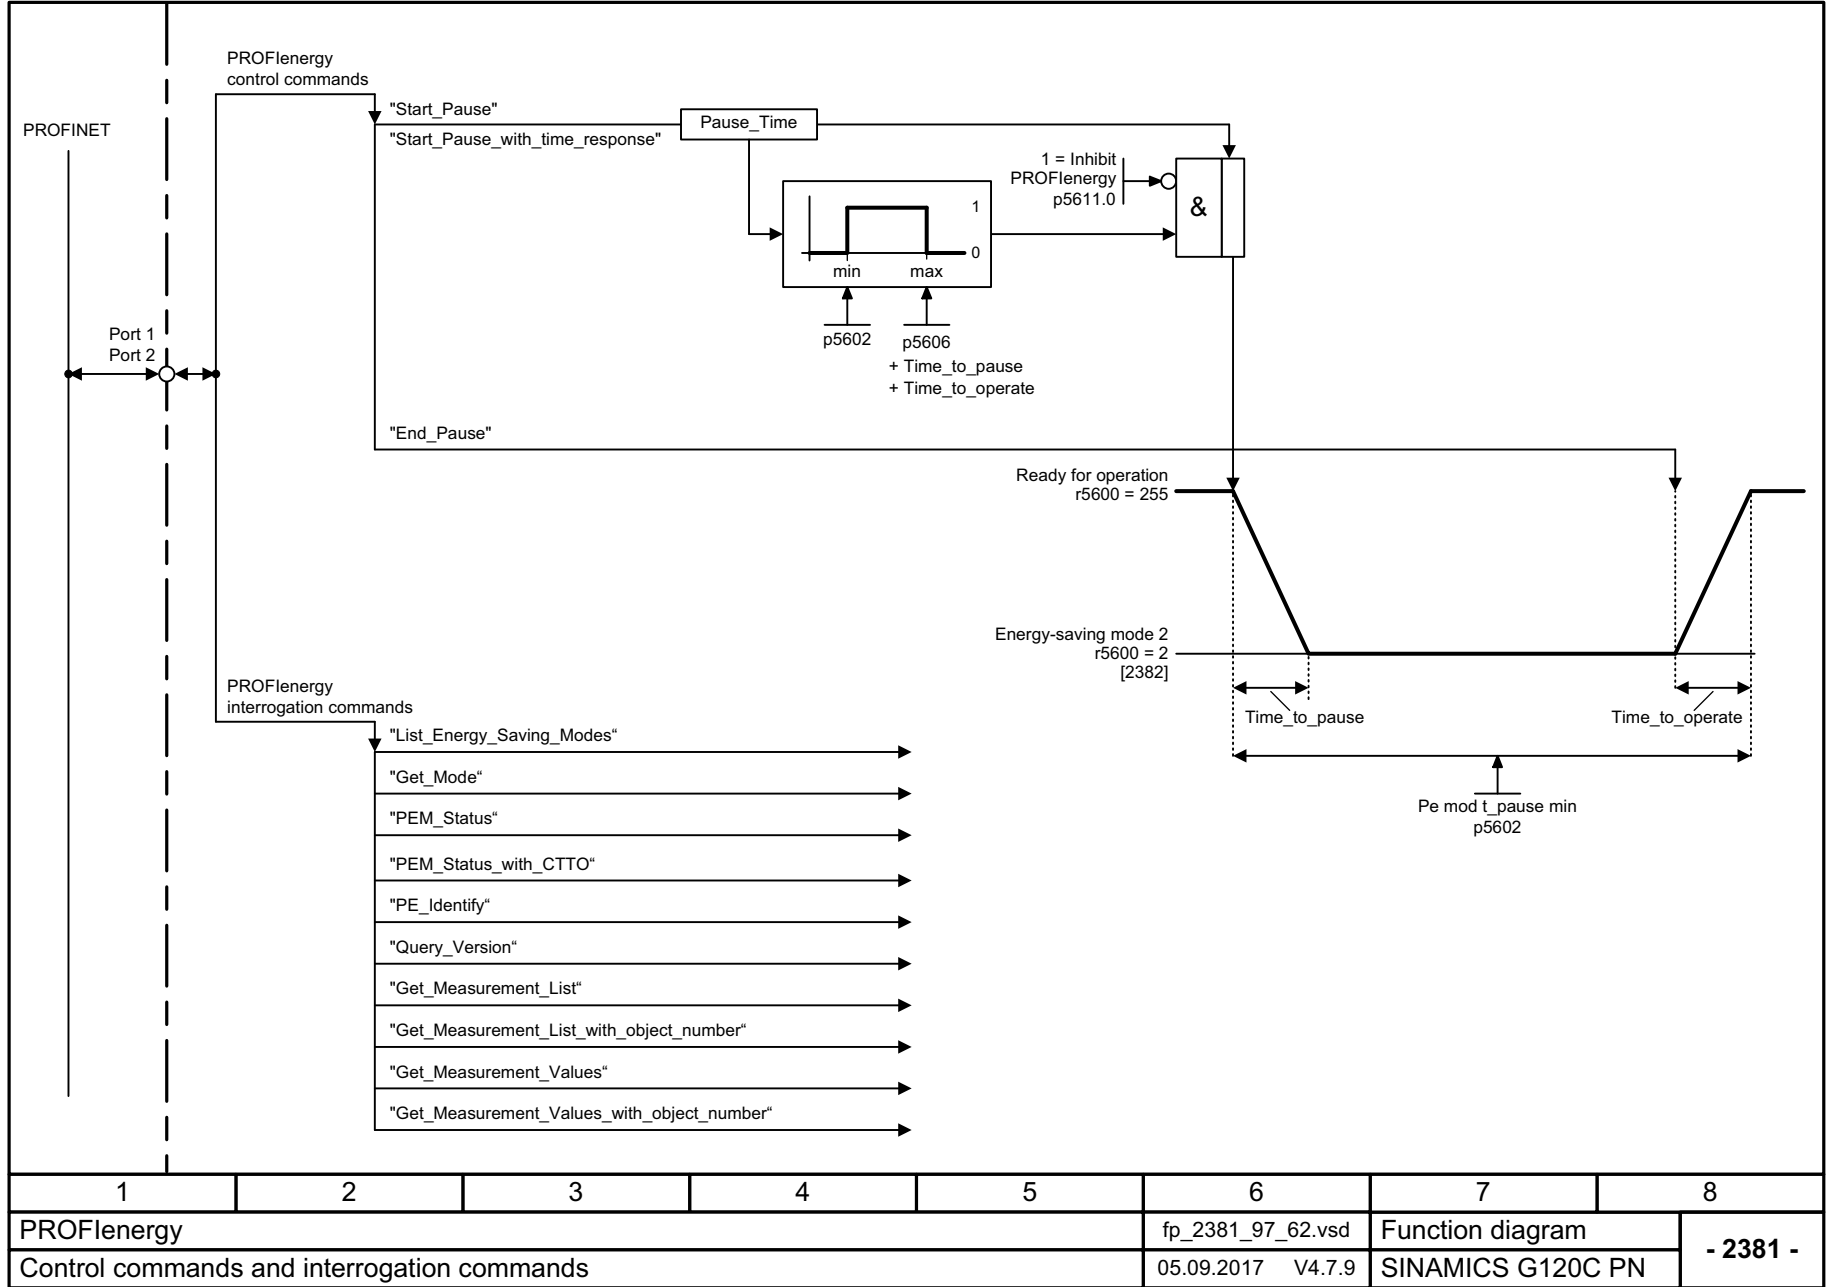 PROFIenergy
control commands
PROFINET
"Start_Pause"
"Start_Pause_with_time_response"
Pause_Time
1 = Inhibit
PROFIenergy
p5611.0
&
1
0
min max
p5602
p5606
+ Time_to_pause
+ Time_to_operate
Port 1
Port 2
"End_Pause"
Ready for operation
r5600 = 255
Energy-saving mode 2
r5600 = 2
[2382]
Time_to_pause
Time_to_operate
Pe mod t_pause min
p5602
PROFIenergy
interrogation commands
"List_Energy_Saving_Modes“
"Get_Mode“
"PEM_Status“
"PEM_Status_with_CTTO“
"PE_Identify“
"Query_Version“
"Get_Measurement_List“
"Get_Measurement_List_with_object_number“
"Get_Measurement_Values“
"Get_Measurement_Values_with_object_number“
1 2 3 4 5 6 7 8
PROFIenergy
fp_2381_97_62.vsd
Function diagram
- 2381 -
Control commands and interrogation commands
05.09.2017 V4.7.9
SINAMICS G120C PN